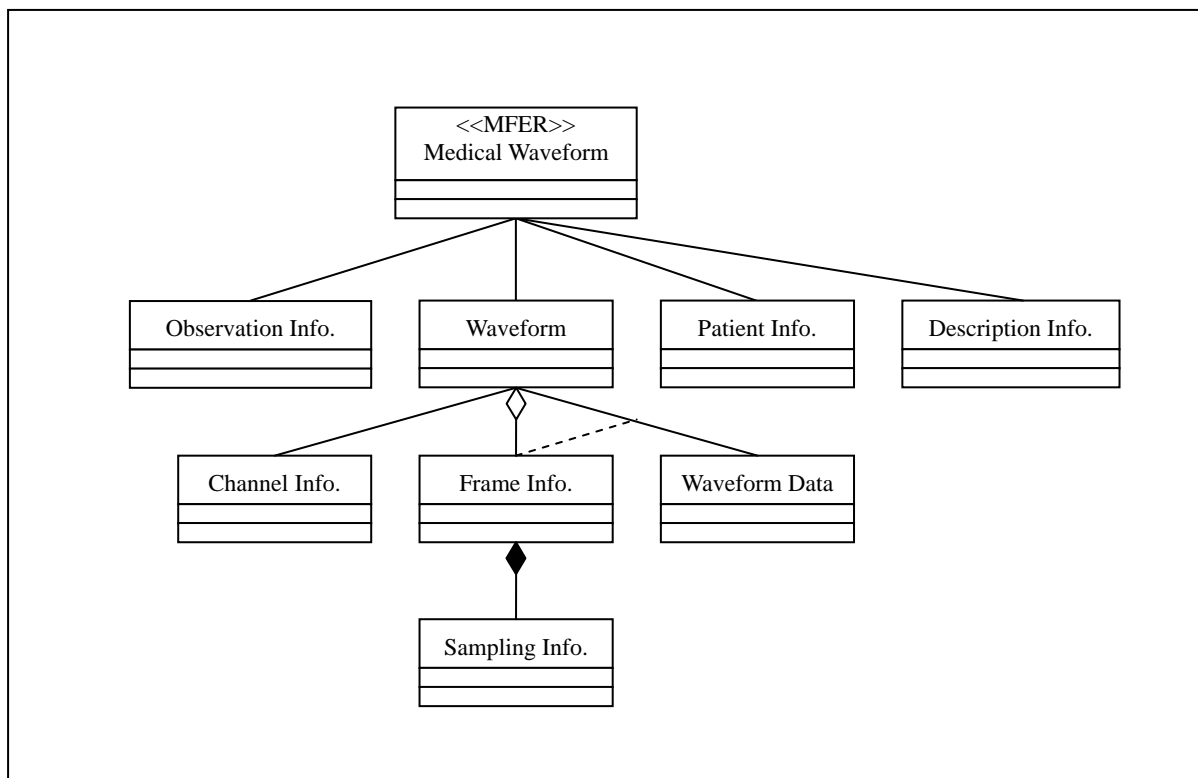 <<MFER>>
Medical Waveform
Observation Info.
Waveform
Patient Info.
Description Info.
Channel Info.
Frame Info.
Waveform Data
Sampling Info.